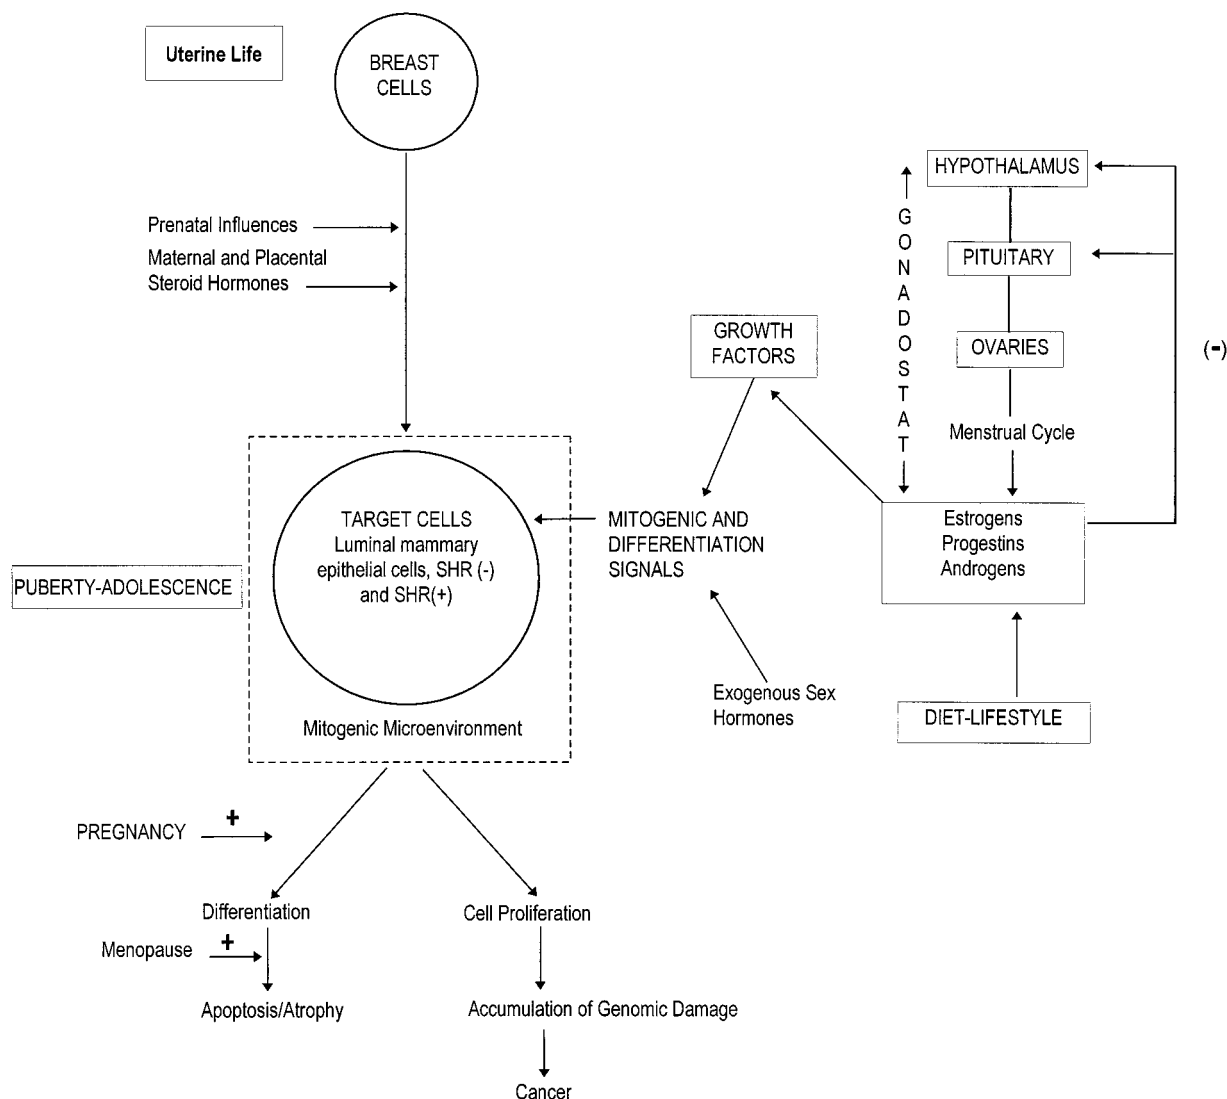 Uterine Life
BREAST
CELLS
Prenatal Influences
Maternal and Placental
Steroid Hormones
HYPOTHALAMUS
PITUITARY
OVARIES
Menstrual Cycle
GONADOSTAT
(-)
GROWTH
FACTORS
Estrogens
Progestins
Androgens
DIET-LIFESTYLE
MITOGENIC AND
DIFFERENTIATION
SIGNALS
Exogenous Sex
Hormones
TARGET CELLS
Luminal mammary
epithelial cells, SHR (-)
and SHR(+)
Mitogenic Microenvironment
PUBERTY-ADOLESCENCE
PREGNANCY
+
Differentiation
Menopause
+
Apoptosis/Atrophy
Cell Proliferation
Accumulation of Genomic Damage
Cancer